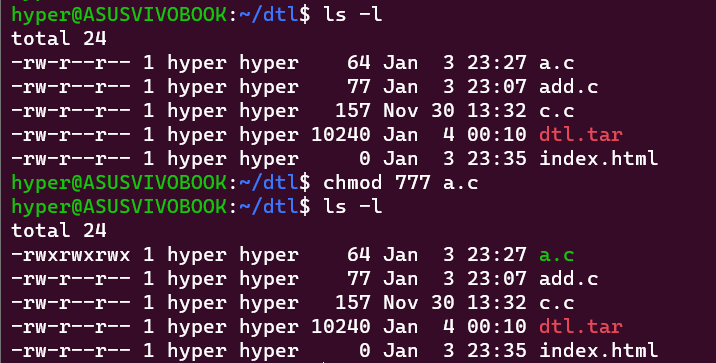 hyper@ASUSVIVOBOOK:~/dtl$ ls -l
total 24
-rw-r--r-- 1 hyper hyper    64 Jan  3 23:27 a.c
-rw-r--r-- 1 hyper hyper    77 Jan  3 23:07 add.c
-rw-r--r-- 1 hyper hyper   157 Nov 30 13:32 c.c
-rw-r--r-- 1 hyper hyper 10240 Jan  4 00:10 dtl.tar
-rw-r--r-- 1 hyper hyper     0 Jan  3 23:35 index.html
hyper@ASUSVIVOBOOK:~/dtl$ chmod 777 a.c
hyper@ASUSVIVOBOOK:~/dtl$ ls -l
total 24
-rwxrwxrwx 1 hyper hyper    64 Jan  3 23:27 a.c
-rw-r--r-- 1 hyper hyper    77 Jan  3 23:07 add.c
-rw-r--r-- 1 hyper hyper   157 Nov 30 13:32 c.c
-rw-r--r-- 1 hyper hyper 10240 Jan  4 00:10 dtl.tar
-rw-r--r-- 1 hyper hyper     0 Jan  3 23:35 index.html